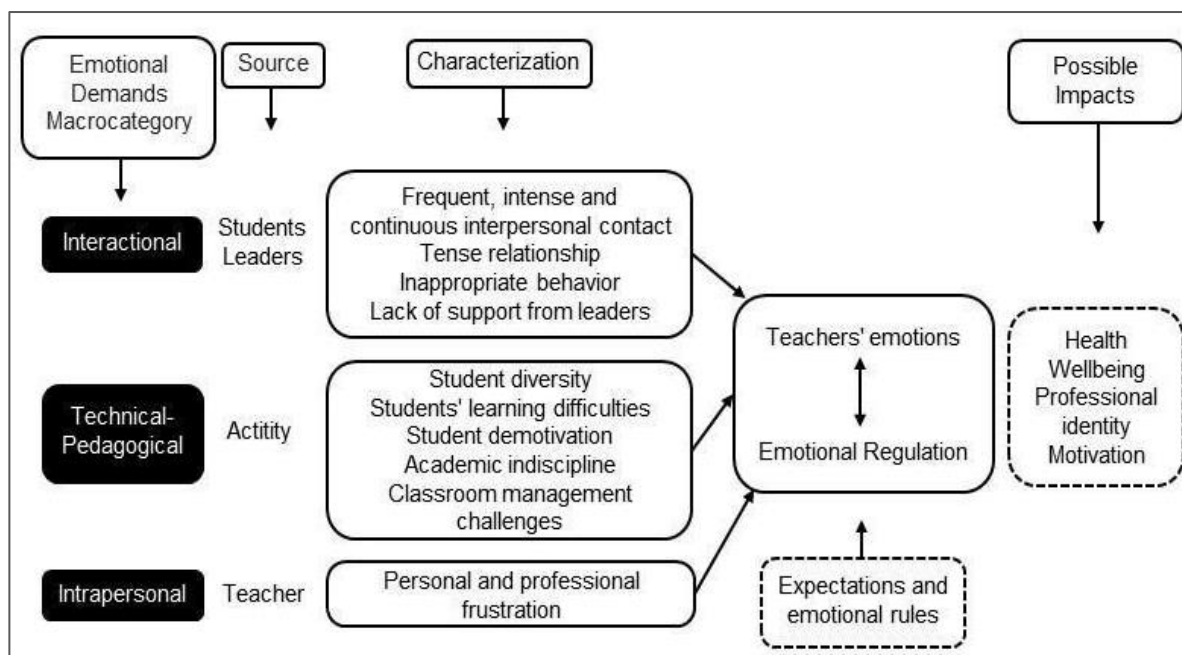 Emotional
Demands
Macrocategory
Source
Characterization
Possible
Impacts
Interactional
Students
Leaders
Frequent, intense and
continuous interpersonal contact
Tense relationship
Inappropriate behavior
Lack of support from leaders
Technical-
Pedagogical
Actitity
Student diversity
Students' learning difficulties
Student demotivation
Academic indiscipline
Classroom management
challenges
Intrapersonal
Teacher
Personal and professional
frustration
Teachers' emotions
Emotional Regulation
Expectations and
emotional rules
Health
Wellbeing
Professional
identity
Motivation